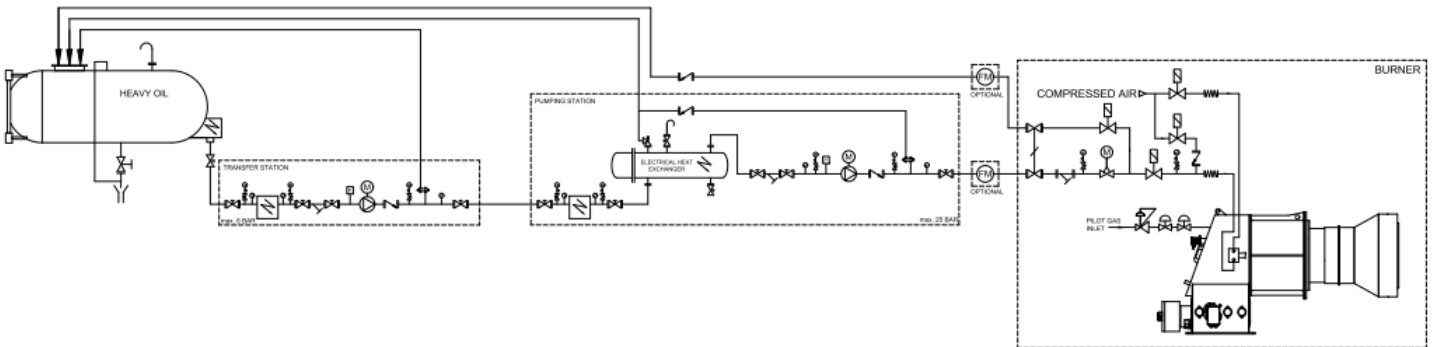 HEAVY OIL
TRANSFER STATION
M
max. 6 BAR
PUMPING STATION
ELECTRICAL HEAT
EXCHANGER
M
max. 25 BAR
FM
OPTIONAL
FM
OPTIONAL
BURNER
COMPRESSED AIR
M
PILOT GAS
INLET